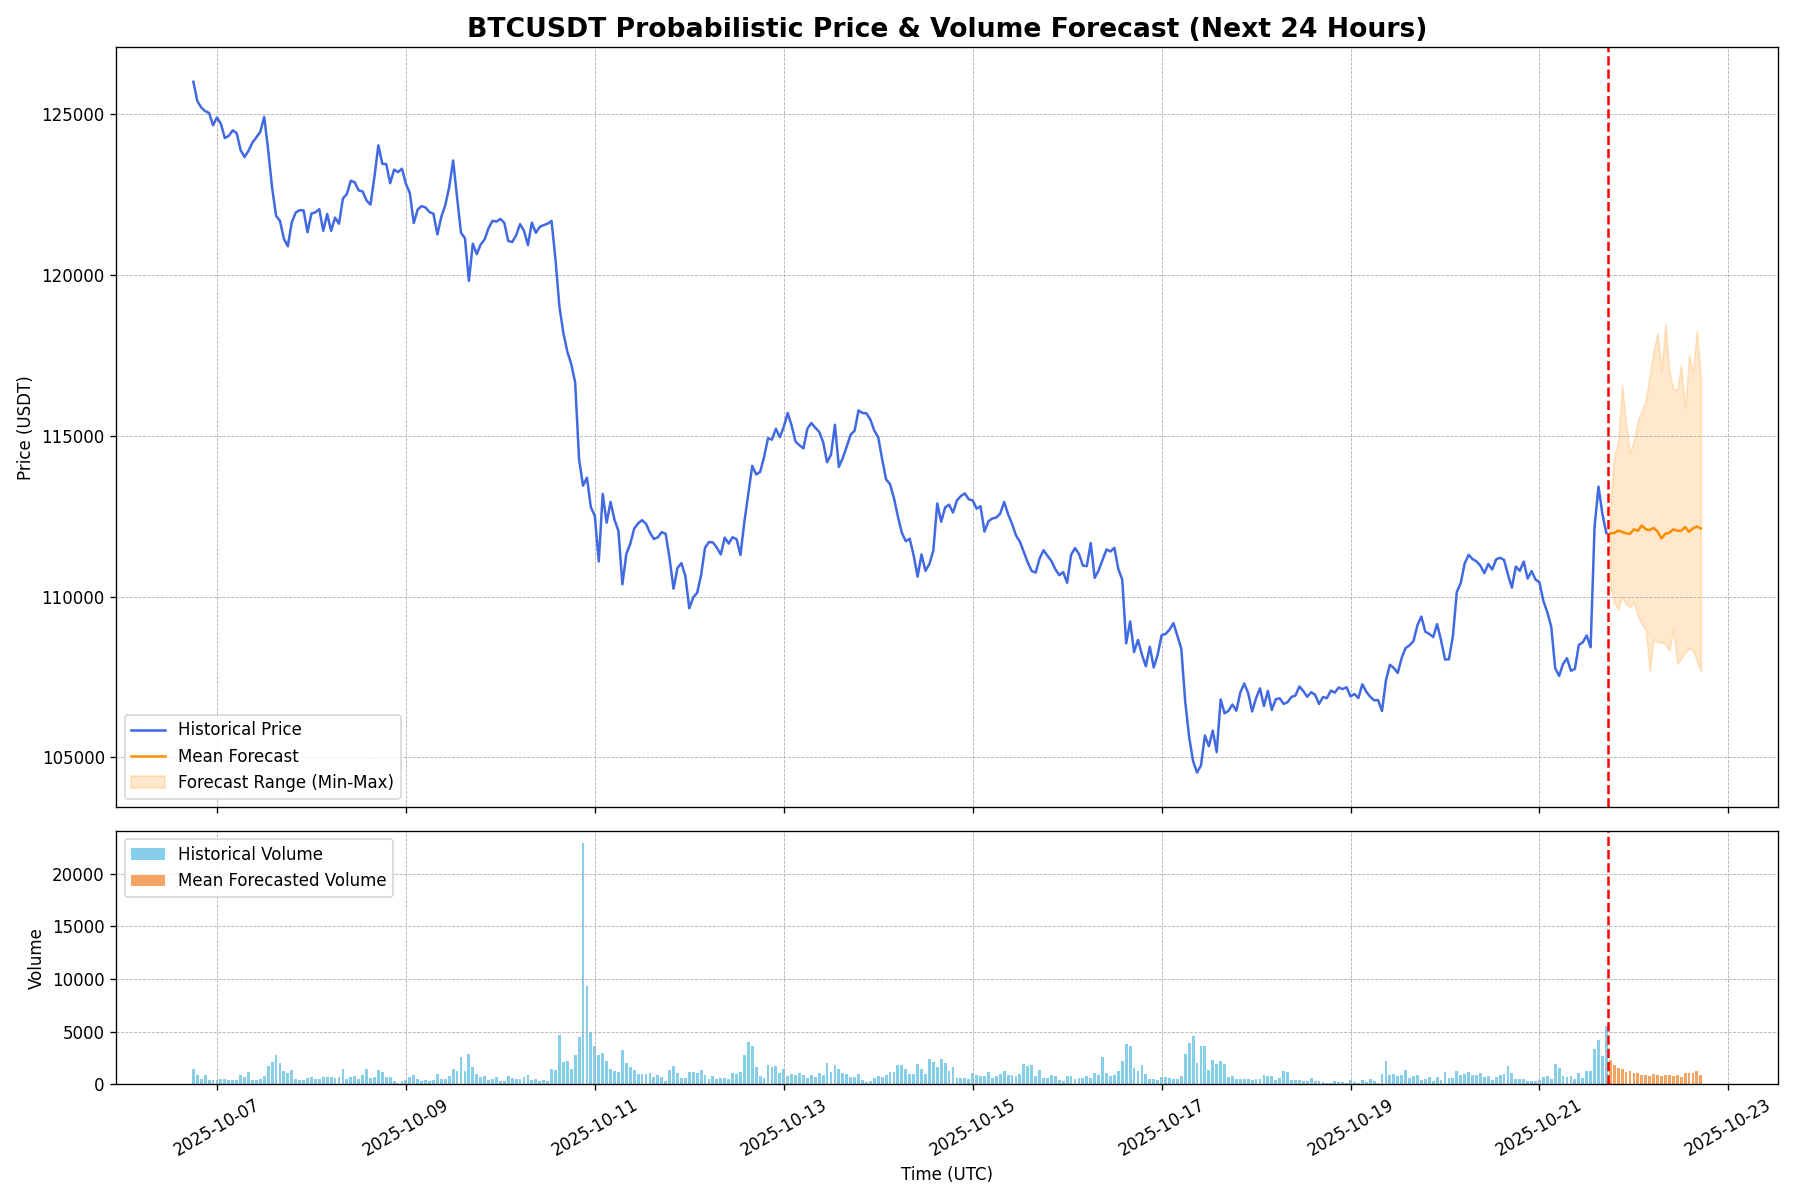 BTCUSDT Probabilistic Price & Volume Forecast (Next 24 Hours)
Price (USDT)
125000
120000
115000
110000
105000
Historical Price
Mean Forecast
Forecast Range (Min-Max)
Volume
20000
15000
10000
5000
0
Historical Volume
Mean Forecasted Volume
2025-10-07
2025-10-09
2025-10-11
2025-10-13
2025-10-15
2025-10-17
2025-10-19
2025-10-21
2025-10-23
Time (UTC)